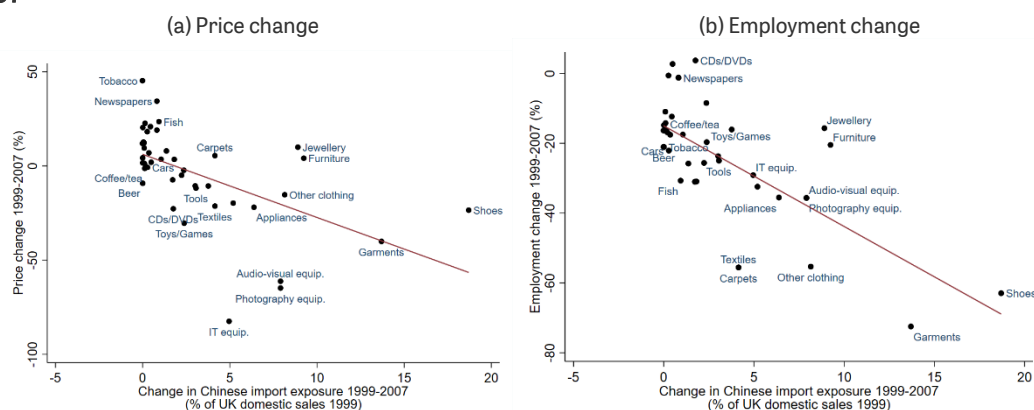 (a) Price change
Price change 1999-2007 (%)
50
0
-50
-100
Tobacco
Newspapers
Fish
Carpets
Jewellery
Furniture
Cars
Coffee/tea
Beer
Tools
Other clothing
CDs/DVDs
Textiles
Appliances
Shoes
Toys/Games
Garments
Audio-visual equip.
Photography equip.
IT equip.
-5
0
5
10
15
20
Change in Chinese import exposure 1999-2007
(% of UK domestic sales 1999)
(b) Employment change
Employment change 1999-2007 (%)
0
-20
-40
-60
-80
CDs/DVDs
Newspapers
Coffee/tea
Jewellery
Toys/Games
Furniture
Cars
Tobacco
Beer
IT equip.
Tools
Fish
Audio-visual equip.
Appliances
Photography equip.
Textiles
Carpets
Other clothing
Shoes
Garments
-5
0
5
10
15
20
Change in Chinese import exposure 1999-2007
(% of UK domestic sales 1999)